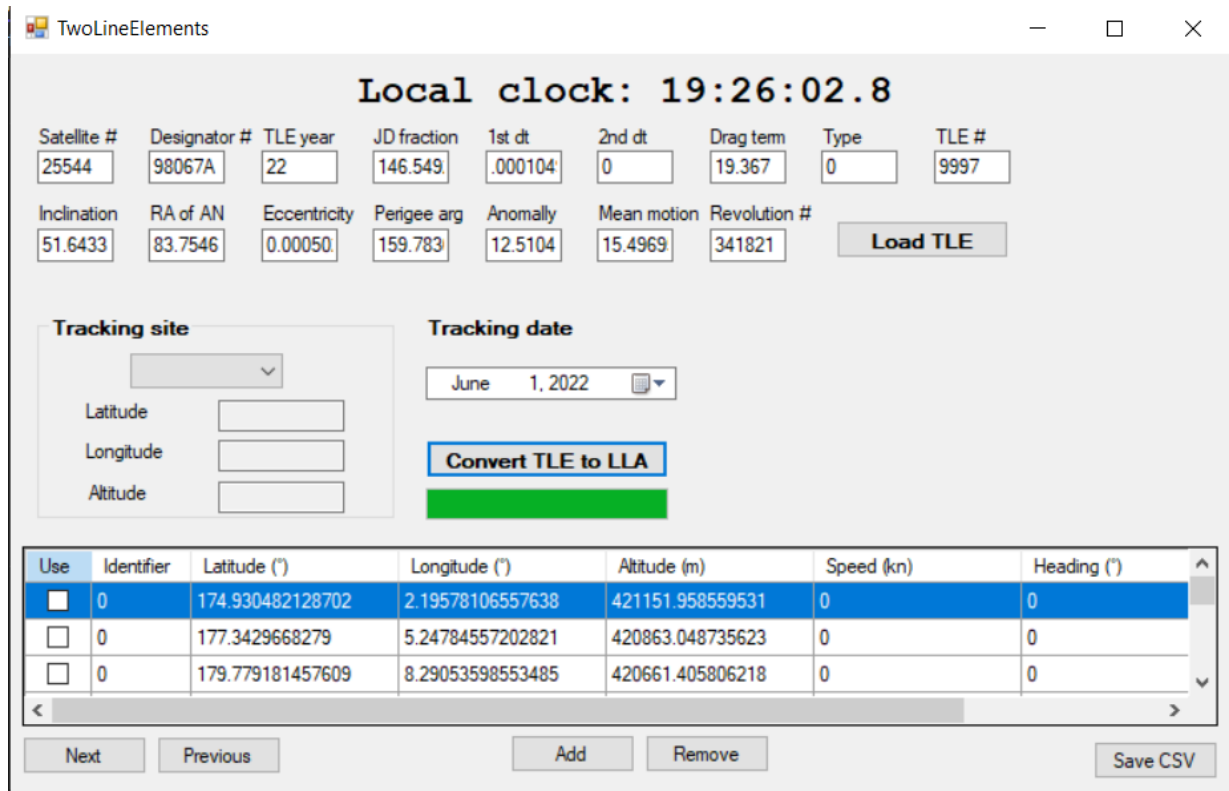 TwoLineElements
Local clock: 19:26:02.8
Satellite # Designator # TLE year JD fraction 1st dt 2nd dt Drag term Type TLE #
25544 98067A 22 146.549 .000104 0 19.367 0 9997
Inclination RA of AN Eccentricity Perigee arg Anomally Mean motion Revolution #
51.6433 83.7546 0.00050 159.783 12.5104 15.4969 341821 Load TLE
Tracking site Tracking date
June 1, 2022
Latitude
Longitude
Convert TLE to LLA
Altitude
Use Identifier Latitude (°) Longitude (°) Altitude (m) Speed (kn) Heading (°)
0 174.930482128702 2.19578106557638 421151.958559531 0 0
0 177.3429668279 5.24784557202821 420863.048735623 0 0
0 179.779181457609 8.29053598553485 420661.405806218 0 0
Next Previous Add Remove Save CSV